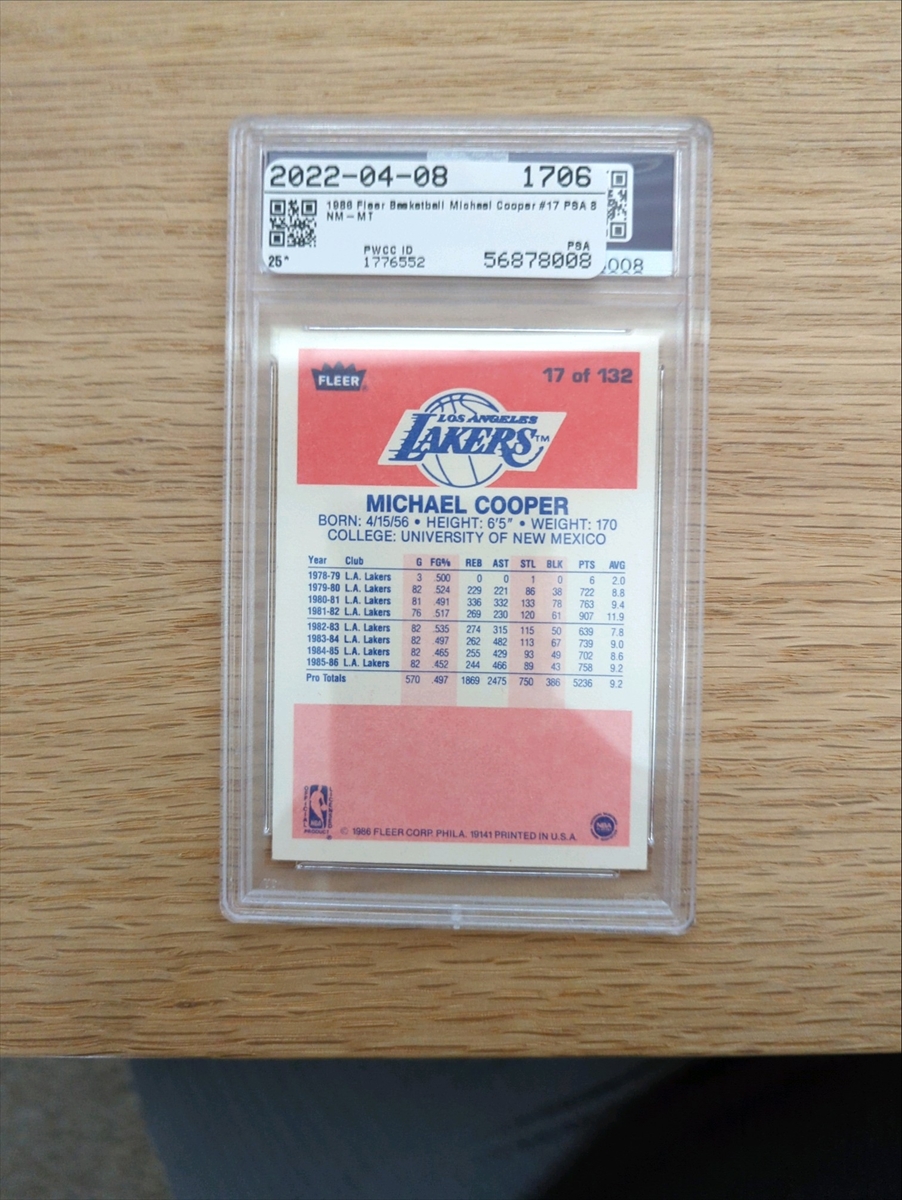 2022-04-08 1706
1986 Fleer Basketball Michael Cooper #17 PSA 8
NM-MT
PWCC ID PSA
25* 1776552 56878008 008
FLEER 17 of 132
LOS ANGELES
LAKERS™
MICHAEL COOPER
BORN: 4/15/56 • HEIGHT: 6'5" • WEIGHT: 170
COLLEGE: UNIVERSITY OF NEW MEXICO
Year Club G FG% REB AST STL BLK PTS AVG
1978-79 L.A. Lakers 3 .500 0 0 1 0 6 2.0
1979-80 L.A. Lakers 82 .524 229 221 86 38 722 8.8
1980-81 L.A. Lakers 81 .491 336 332 133 78 763 9.4
1981-82 L.A. Lakers 76 .517 269 230 120 61 907 11.9
1982-83 L.A. Lakers 82 .535 274 315 115 50 639 7.8
1983-84 L.A. Lakers 82 .497 262 482 113 67 739 9.0
1984-85 L.A. Lakers 82 .465 255 429 93 49 702 8.6
1985-86 L.A. Lakers 82 .452 244 466 89 43 758 9.2
Pro Totals 570 .497 1869 2475 750 386 5236 9.2
OFFICIAL LICENSED
NBA
PRODUCT ®
© 1986 FLEER CORP. PHILA. 19141 PRINTED IN U.S.A.
NBA